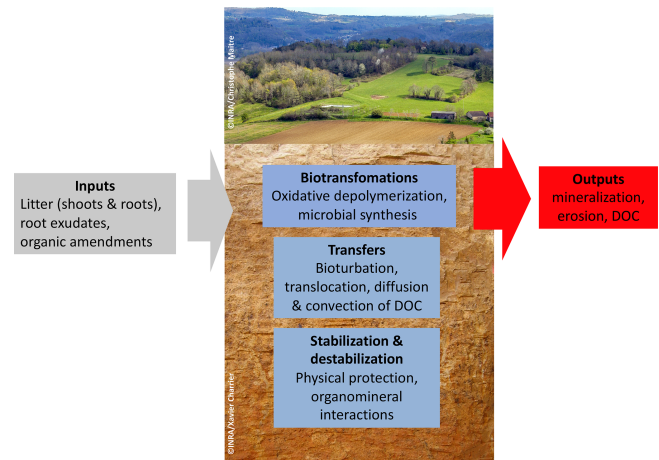 ©INRA/Christophe Maitre
Inputs
Litter (shoots & roots),
root exudates,
organic amendments
Biotransfomations
Oxidative depolymerization,
microbial synthesis
Transfers
Bioturbation,
translocation, diffusion
& convection of DOC
Stabilization &
destabilization
Physical protection,
organomineral
interactions
Outputs
mineralization,
erosion, DOC
©INRA/Xavier Charrier